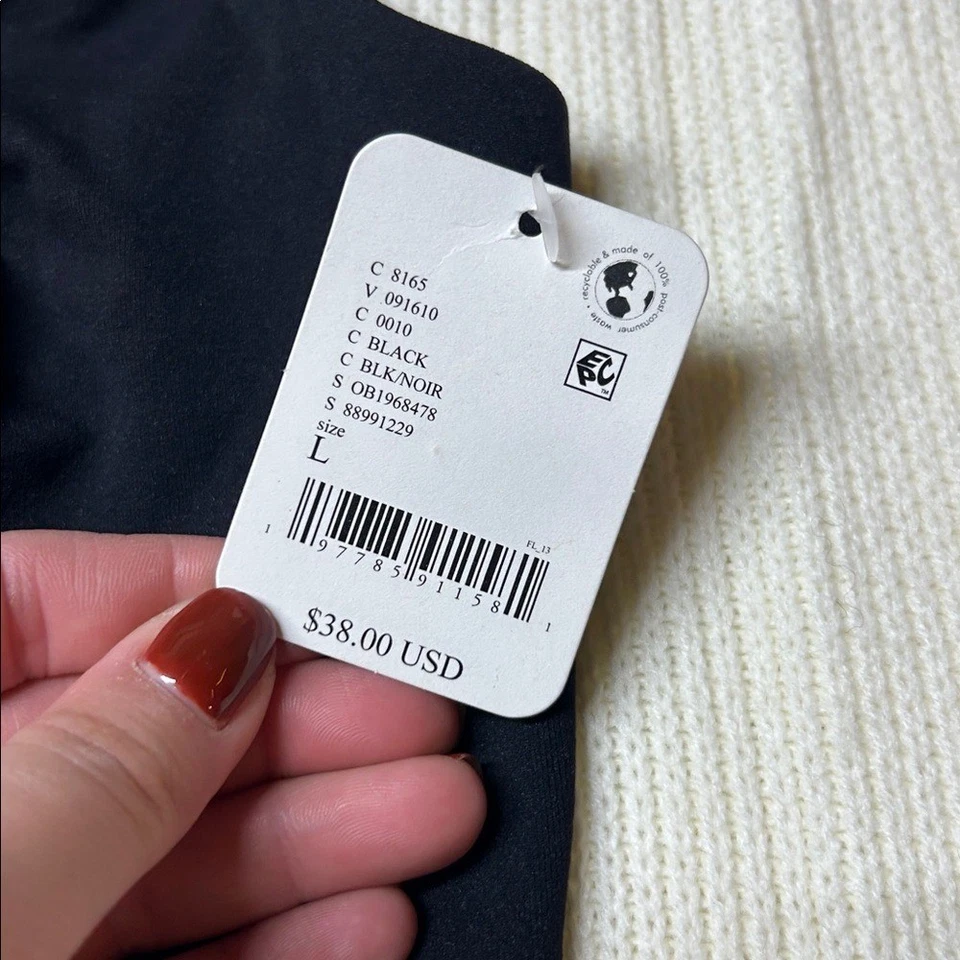 recyclable & made of 100% post-consumer waste •
C 8165
V 091610
C 0010
C BLACK
C BLK/NOIR
S OB1968478
S 88991229
size
L
EPC™
FL_13
1 97785 91158 1
$38.00 USD